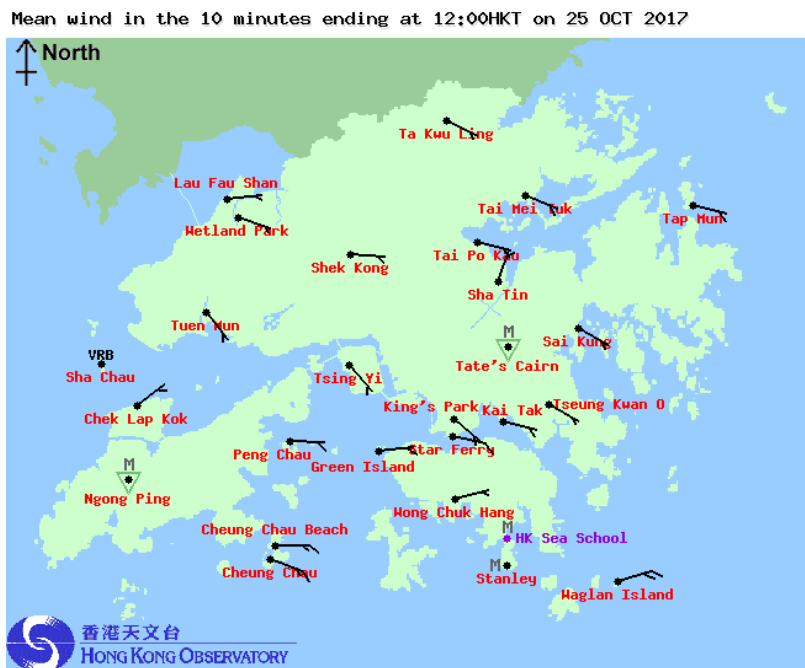 Mean wind in the 10 minutes ending at 12:00HKT on 25 OCT 2017
North
Ta Kwu Ling
Lau Fau Shan
Wetland Park
Tai Mei Tuk
Tap Mun
Shek Kong
Tai Po Kau
Sha Tin
Tuen Mun
M
Sai Kung
VRB
Sha Chau
Tate's Cairn
Tsing Yi
Chek Lap Kok
King's Park
Kai Tak
Tseung Kwan O
Peng Chau
Green Island
Star Ferry
M
Ngong Ping
Wong Chuk Hang
Cheung Chau Beach
M
HK Sea School
Cheung Chau
M
Stanley
Waglan Island
香港天文台
HONG KONG OBSERVATORY